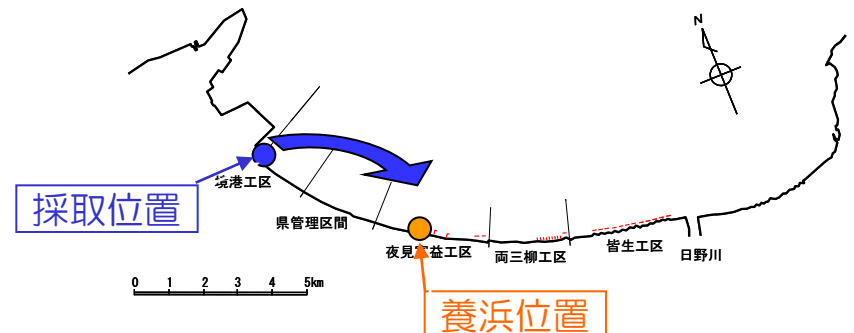 N
境港工区
採取位置
県管理区間
夜見富益工区
両三柳工区
皆生工区
日野川
0 1 2 3 4 5km
養浜位置